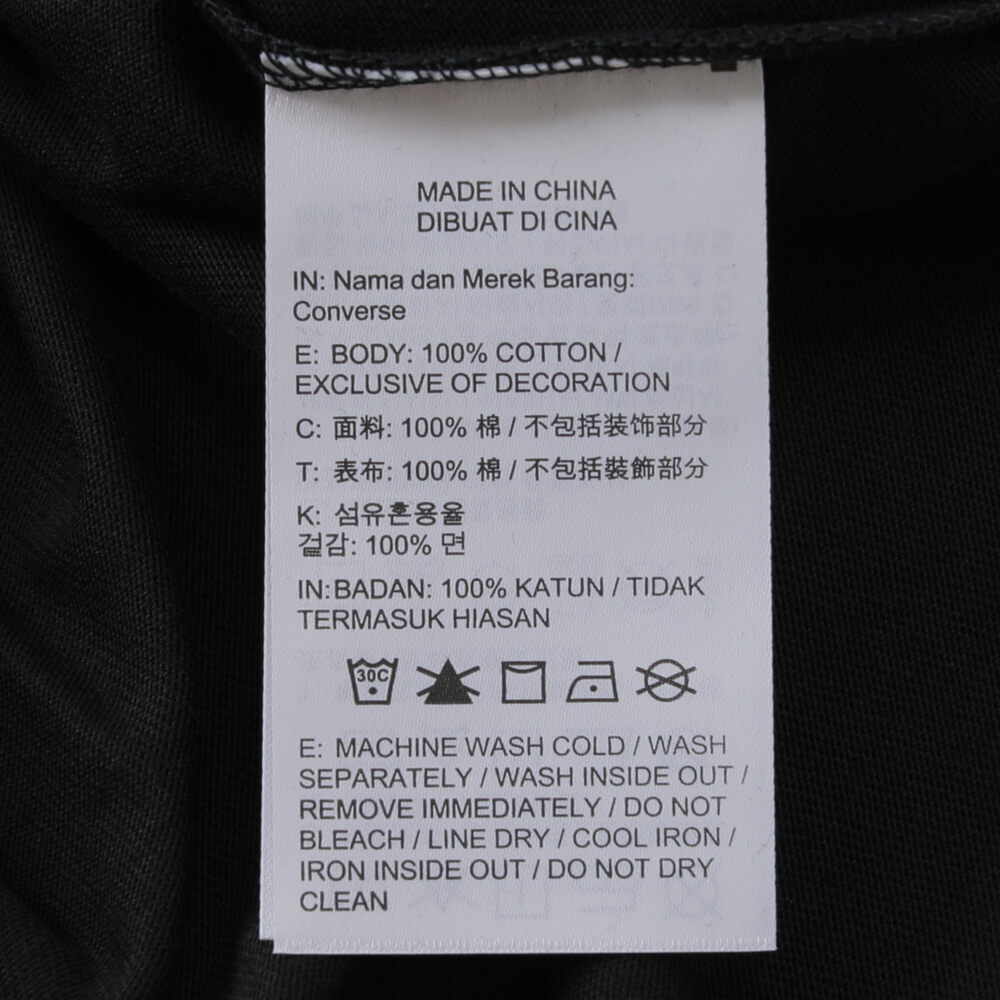 MADE IN CHINA
DIBUAT DI CINA
IN: Nama dan Merek Barang:
Converse
E: BODY: 100% COTTON /
EXCLUSIVE OF DECORATION
C: 面料: 100% 棉 / 不包括装饰部分
T: 表布: 100% 棉 / 不包括裝飾部分
K: 섬유혼용율
겉감: 100% 면
IN: BADAN: 100% KATUN / TIDAK
TERMASUK HIASAN
30C
E: MACHINE WASH COLD / WASH
SEPARATELY / WASH INSIDE OUT /
REMOVE IMMEDIATELY / DO NOT
BLEACH / LINE DRY / COOL IRON /
IRON INSIDE OUT / DO NOT DRY
CLEAN